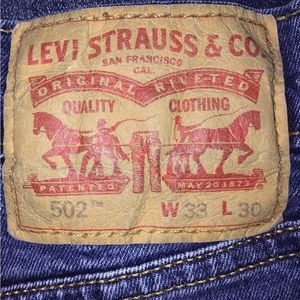 LEVI STRAUSS & CO.
SAN FRANCISCO
CAL.
ORIGINAL RIVETED
QUALITY CLOTHING
PATENTED MAY 20 1873
502™ W 33 L 30